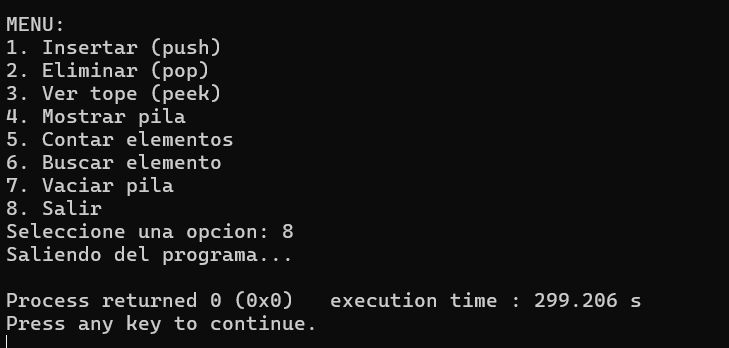 MENU:
1. Insertar (push)
2. Eliminar (pop)
3. Ver tope (peek)
4. Mostrar pila
5. Contar elementos
6. Buscar elemento
7. Vaciar pila
8. Salir
Seleccione una opcion: 8
Saliendo del programa...
Process returned 0 (0x0)   execution time : 299.206 s
Press any key to continue.